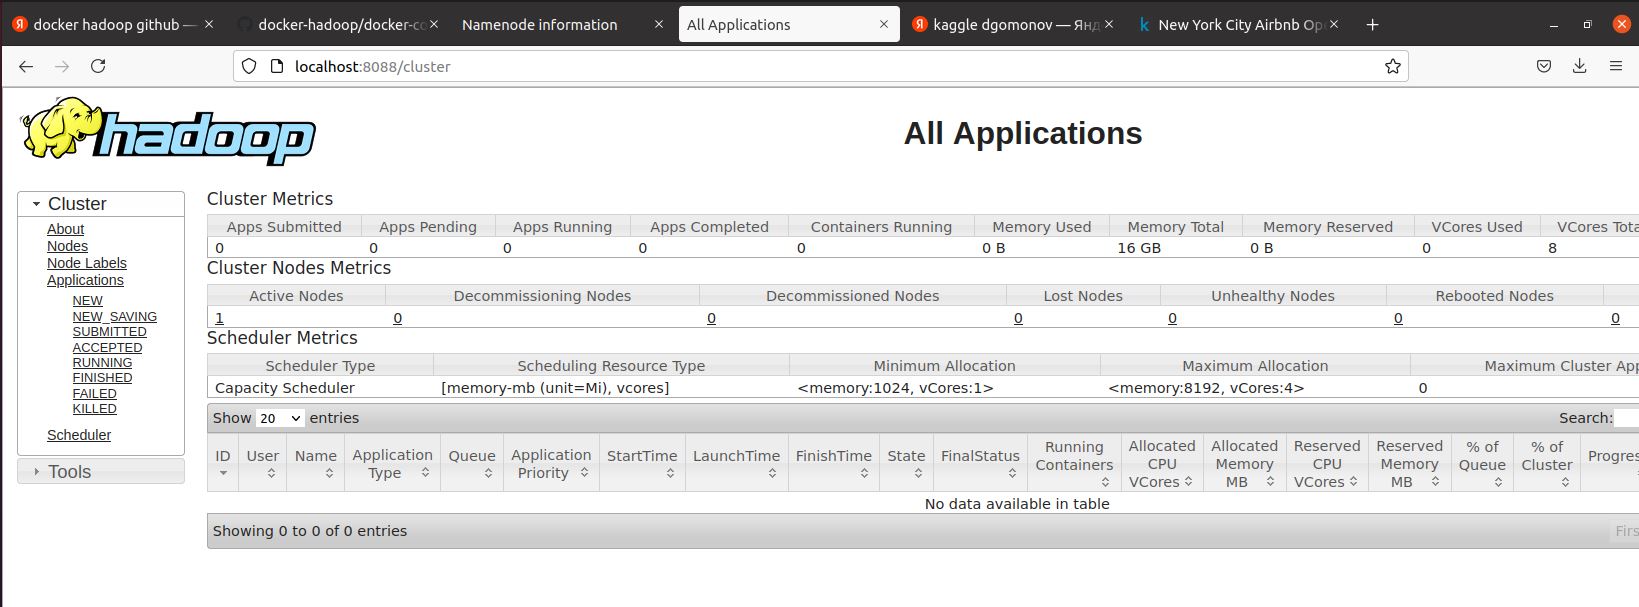 docker hadoop github —
docker-hadoop/docker-co
Namenode information
All Applications
kaggle dgomonov — Янд
New York City Airbnb Ope
localhost:8088/cluster
hadoop
All Applications
Cluster
About
Nodes
Node Labels
Applications
NEW
NEW_SAVING
SUBMITTED
ACCEPTED
RUNNING
FINISHED
FAILED
KILLED
Scheduler
Tools
Cluster Metrics
Apps Submitted Apps Pending Apps Running Apps Completed Containers Running Memory Used Memory Total Memory Reserved VCores Used VCores Tota
0 0 0 0 0 0 B 16 GB 0 B 0 8
Cluster Nodes Metrics
Active Nodes Decommissioning Nodes Decommissioned Nodes Lost Nodes Unhealthy Nodes Rebooted Nodes
1 0 0 0 0 0 0
Scheduler Metrics
Scheduler Type Scheduling Resource Type Minimum Allocation Maximum Allocation Maximum Cluster App
Capacity Scheduler [memory-mb (unit=Mi), vcores] <memory:1024, vCores:1> <memory:8192, vCores:4> 0
Show 20 entries Search:
ID User Name Application Type Queue Application Priority StartTime LaunchTime FinishTime State FinalStatus Running Containers Allocated CPU VCores Allocated Memory MB Reserved CPU VCores Reserved Memory MB % of Queue % of Cluster Progres
No data available in table
Showing 0 to 0 of 0 entries Firs